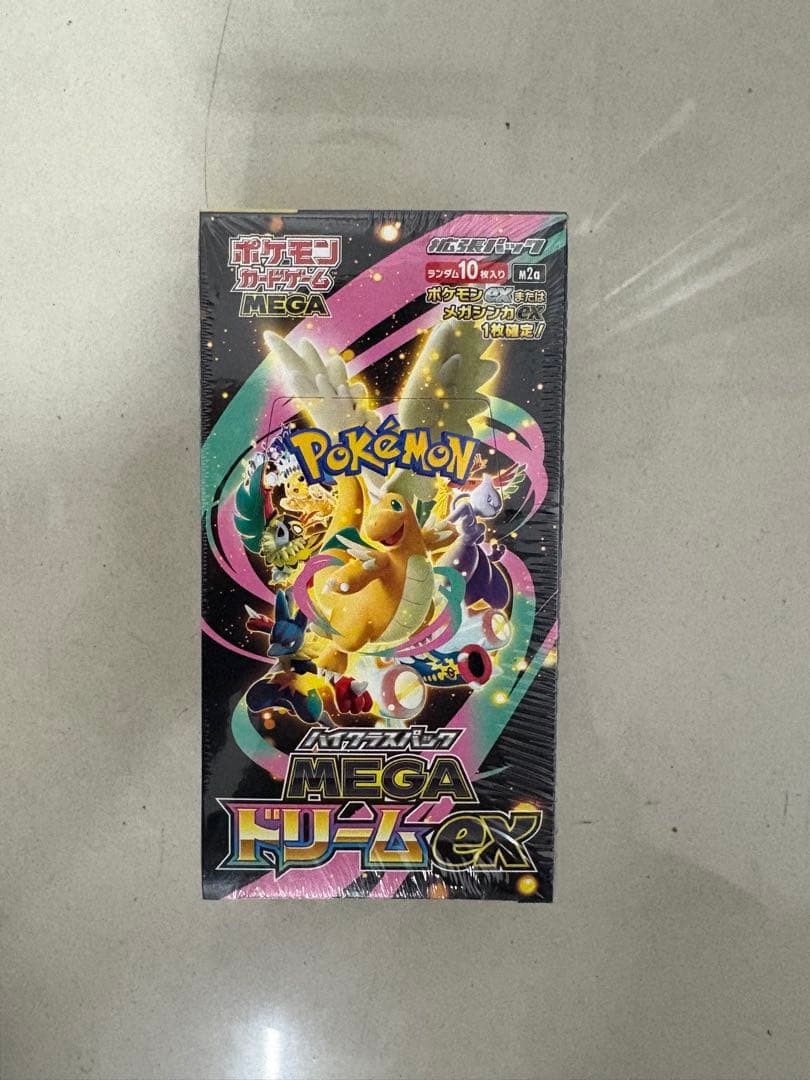 ポケモン
カードゲーム
MEGA
拡張パック
ランダム10枚入り M2a
ポケモンexまたは
メガシンカex
1枚確定!
POKÉMON
TM
ハイクラスパック
MEGA
ドリームex